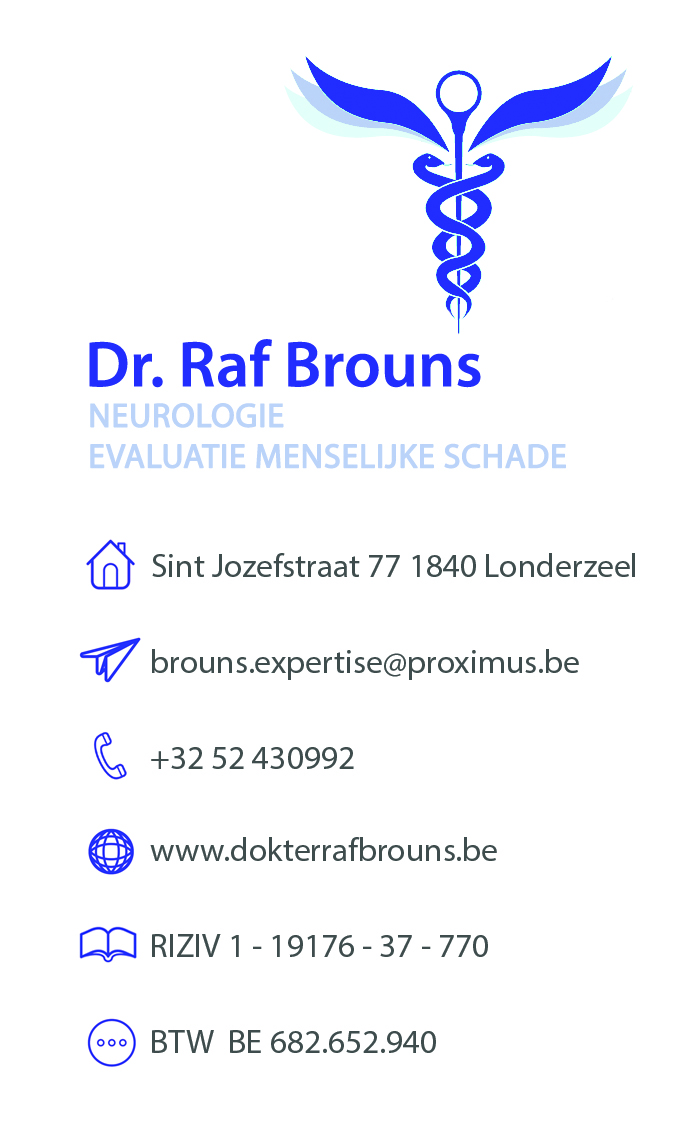 Dr. Raf Brouns
NEUROLOGIE
EVALUATIE MENSELIJKE SCHADE
Sint Jozefstraat 77 1840 Londerzeel
brouns.expertise@proximus.be
+32 52 430992
www.dokterrafbrouns.be
RIZIV 1 - 19176 - 37 - 770
BTW  BE 682.652.940